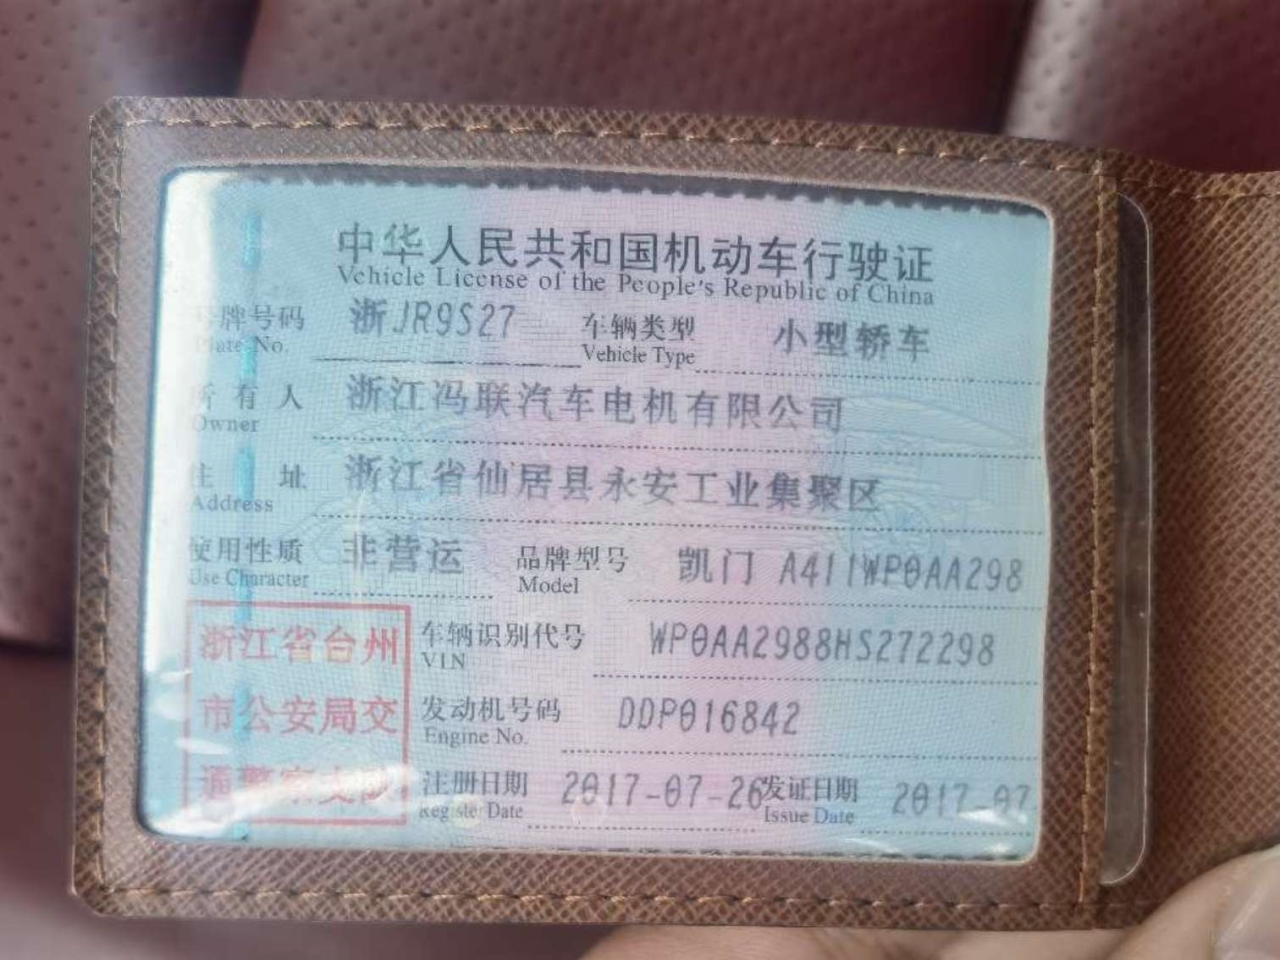 中华人民共和国机动车行驶证
Vehicle License of the People's Republic of China
号牌号码 浙JR9S27 车辆类型 小型轿车
Plate No. Vehicle Type
所有人 浙江冯联汽车电机有限公司
Owner
住址 浙江省仙居县永安工业集聚区
Address
使用性质 非营运 品牌型号 凯门 A411WP0AA298
Use Character Model
浙江省台州
市公安局交
通警察支队
车辆识别代号 WP0AA2988HS272298
VIN
发动机号码 DDP016842
Engine No.
注册日期 2017-07-26 发证日期 2017-07
Register Date Issue Date